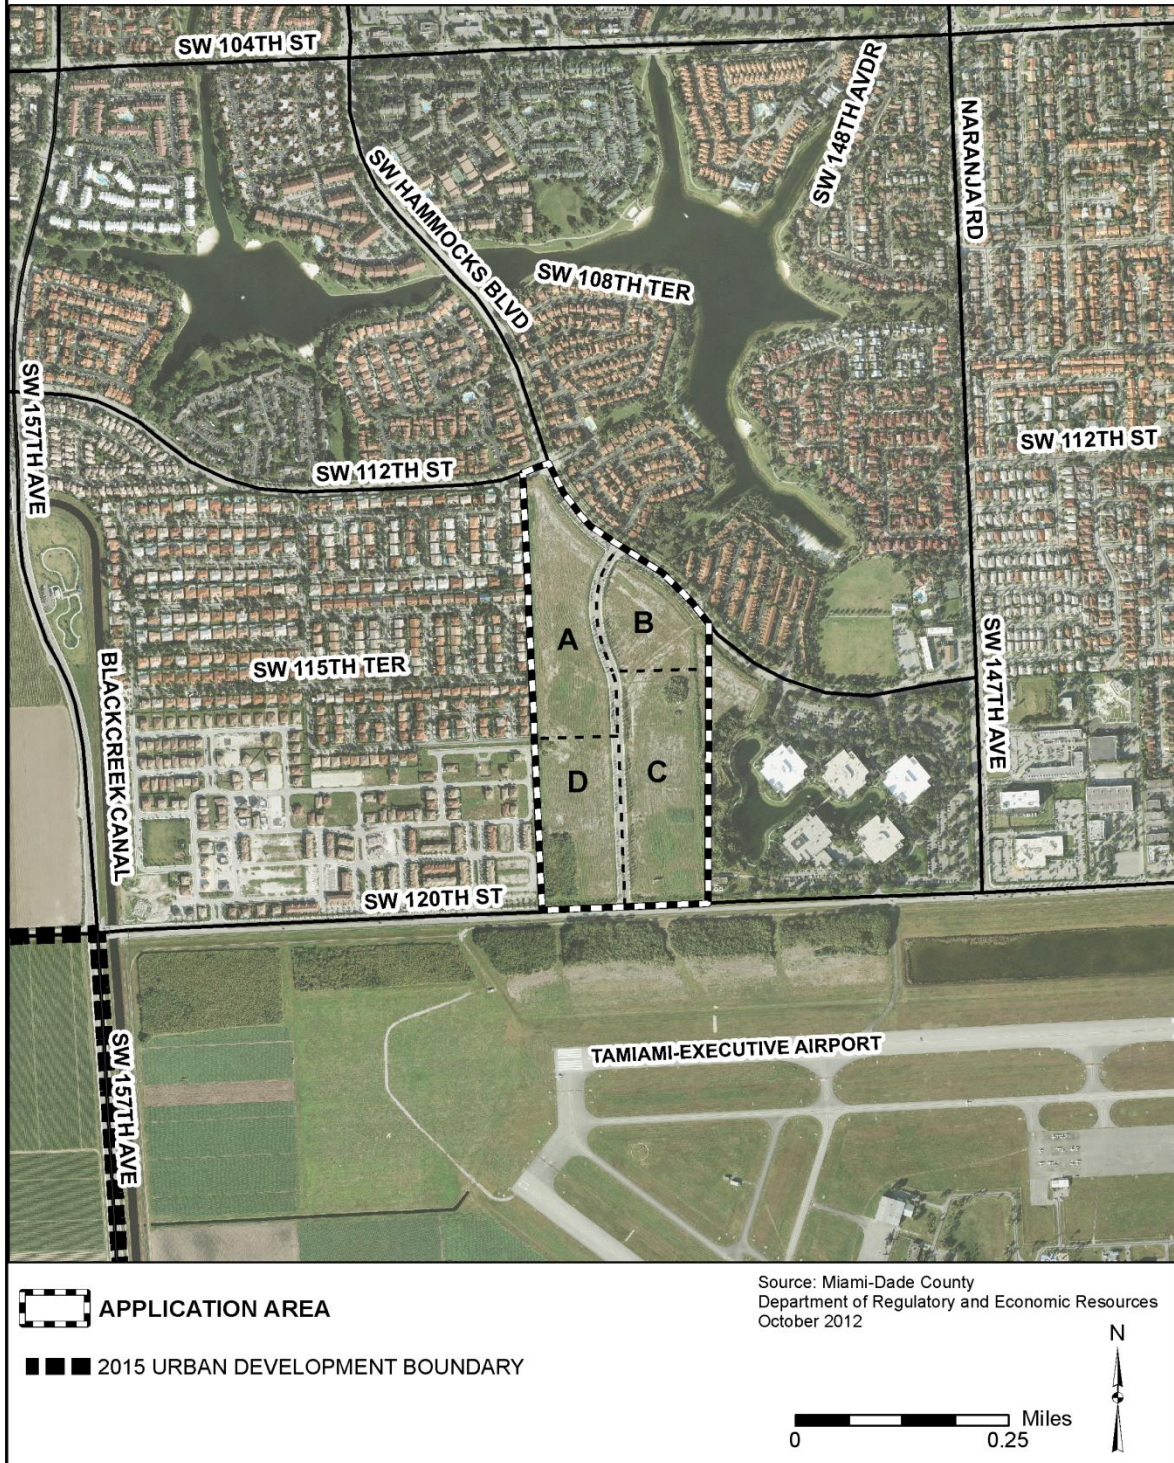 SW 104TH ST
SW 148TH AVDR
NARANJA RD
SW HAMMOCKS BLVD
SW 108TH TER
SW 157TH AVE
SW 112TH ST
SW 112TH ST
A
B
SW 115TH TER
BLACKCREEK CANAL
SW 147TH AVE
D
C
SW 120TH ST
SW 157TH AVE
TAMIAMI-EXECUTIVE AIRPORT
APPLICATION AREA
2015 URBAN DEVELOPMENT BOUNDARY
Source: Miami-Dade County
Department of Regulatory and Economic Resources
October 2012
N
Miles
0 0.25